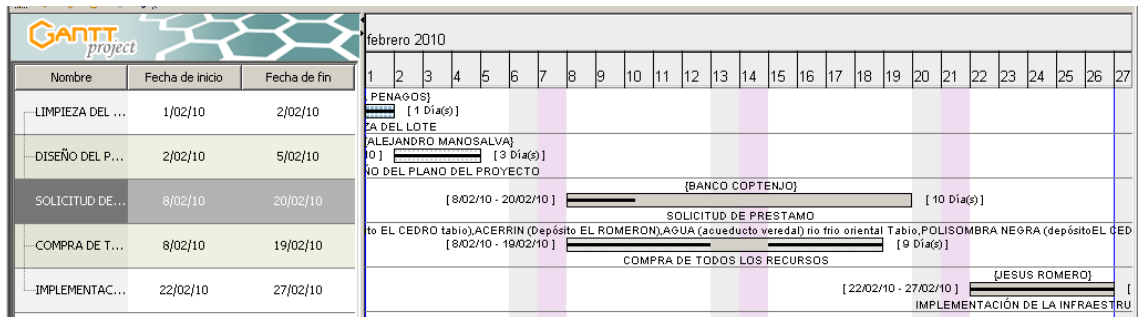 GANTT
project
febrero 2010
Nombre Fecha de inicio Fecha de fin
1 2 3 4 5 6 7 8 9 10 11 12 13 14 15 16 17 18 19 20 21 22 23 24 25 26 27
LIMPIEZA DEL ... 1/02/10 2/02/10
PENAGOS}
[ 1 Día(s) ]
ZA DEL LOTE
DISEÑO DEL P... 2/02/10 5/02/10
{ALEJANDRO MANOSALVA}
10 ] [ 3 Día(s) ]
ÑO DEL PLANO DEL PROYECTO
SOLICITUD DE... 8/02/10 20/02/10
{BANCO COPTENJO}
[ 8/02/10 - 20/02/10 ] [ 10 Día(s) ]
SOLICITUD DE PRESTAMO
COMPRA DE T... 8/02/10 19/02/10
ito EL CEDRO tabio),ACERRIN (Depósito EL ROMERON),AGUA (acueducto veredal) rio frio oriental Tabio,POLISOMBRA NEGRA (depósitoEL CED
[ 8/02/10 - 19/02/10 ] [ 9 Día(s) ]
COMPRA DE TODOS LOS RECURSOS
IMPLEMENTAC... 22/02/10 27/02/10
{JESUS ROMERO}
[ 22/02/10 - 27/02/10 ] [
IMPLEMENTACIÓN DE LA INFRAESTRU